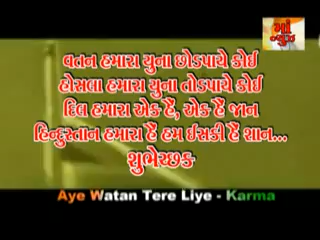 માઁ
ન્યુઝ
વતન હમારા યુના છોડપાયે કોઈ
હોસલા હમારા યુના તોડપાયે કોઈ
દિલ હમારા એક હૈં, એક હૈં જાન
હિન્દુસ્તાન હમારા હૈં હમ ઈસકી હૈં શાન...
શુભેચ્છક
Aye Watan Tere Liye - Karma